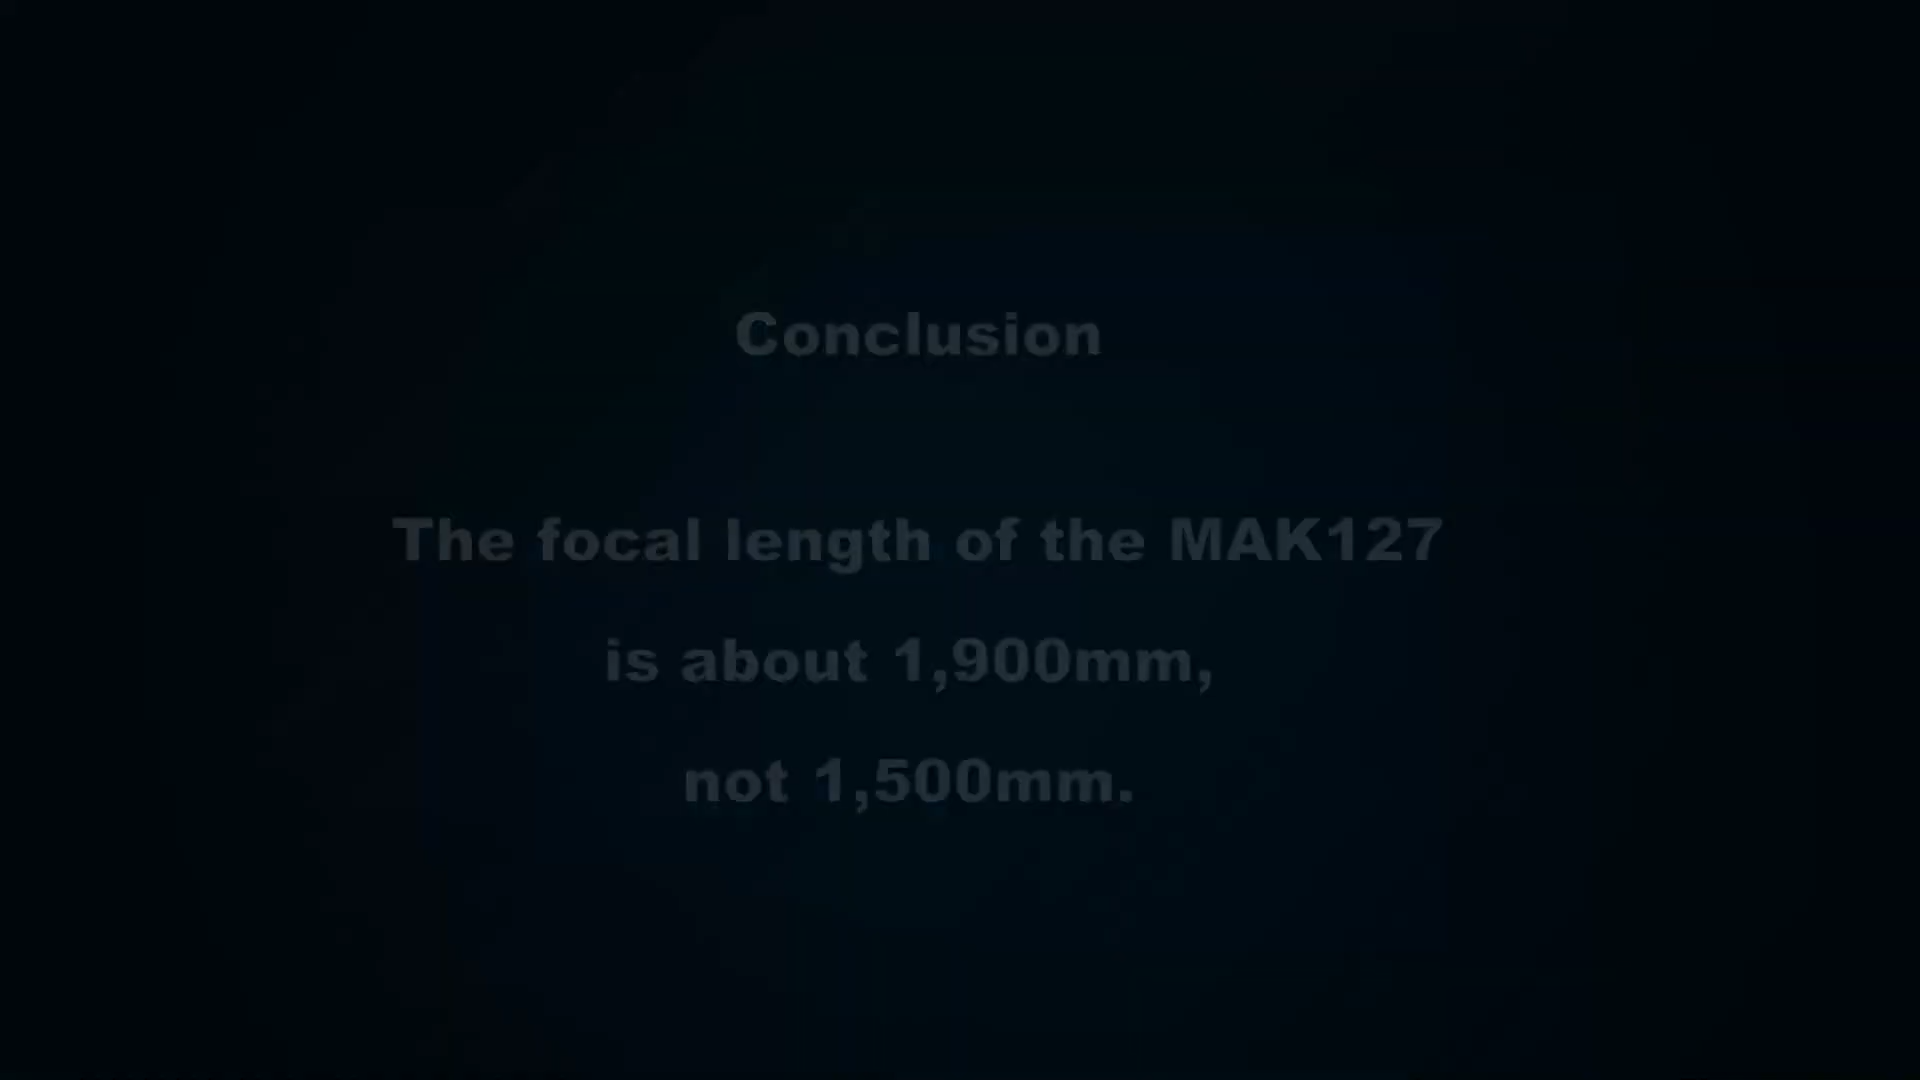 Conclusion
The focal length of the MAK127
is about 1,900mm,
not 1,500mm.